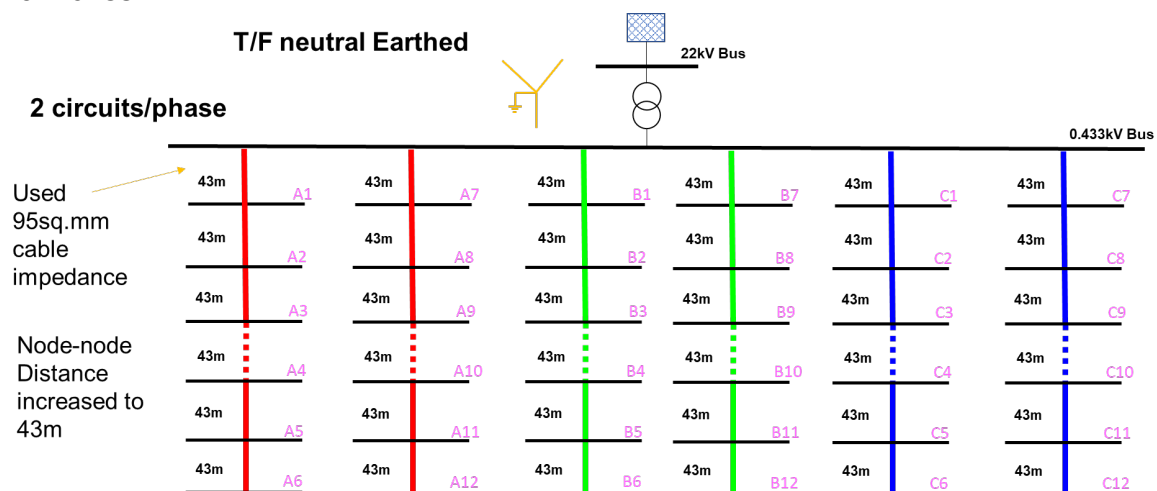 T/F neutral Earthed
22kV Bus
2 circuits/phase
0.433kV Bus
Used
95sq.mm
cable
impedance
43m A1 43m A7 43m B1 43m B7 43m C1 43m C7
43m A2 43m A8 43m B2 43m B8 43m C2 43m C8
43m A3 43m A9 43m B3 43m B9 43m C3 43m C9
Node-node
Distance
increased to
43m
43m A4 43m A10 43m B4 43m B10 43m C4 43m C10
43m A5 43m A11 43m B5 43m B11 43m C5 43m C11
43m A6 43m A12 43m B6 43m B12 43m C6 43m C12